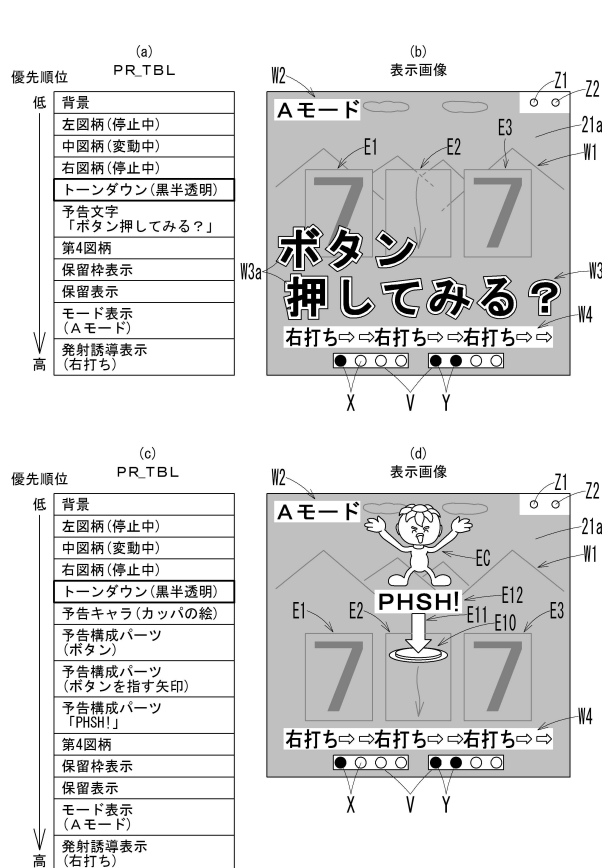 (a)
PR_TBL
優先順位
低
背景
左図柄(停止中)
中図柄(変動中)
右図柄(停止中)
トーンダウン(黒半透明)
予告文字
「ボタン押してみる?」
第4図柄
保留枠表示
保留表示
モード表示
(Aモード)
発射誘導表示
(右打ち)
高
(b)
表示画像
W2
Z1
Z2
Aモード
21a
E1
E2
E3
W1
7
7
7
ボタン
W3a
W3
押してみる?
W4
右打ち⇨ ⇨右打ち⇨ ⇨右打ち⇨ ⇨
X
V
Y
(c)
PR_TBL
優先順位
低
背景
左図柄(停止中)
中図柄(変動中)
右図柄(停止中)
トーンダウン(黒半透明)
予告キャラ(カッパの絵)
予告構成パーツ
(ボタン)
予告構成パーツ
(ボタンを指す矢印)
予告構成パーツ
「PHSH!」
第4図柄
保留枠表示
保留表示
モード表示
(Aモード)
発射誘導表示
(右打ち)
高
(d)
表示画像
W2
Z1
Z2
Aモード
21a
EC
W1
PHSH!
E12
E11
E10
E1
E2
E3
7
7
W4
右打ち⇨ ⇨右打ち⇨ ⇨右打ち⇨ ⇨
X
V
Y